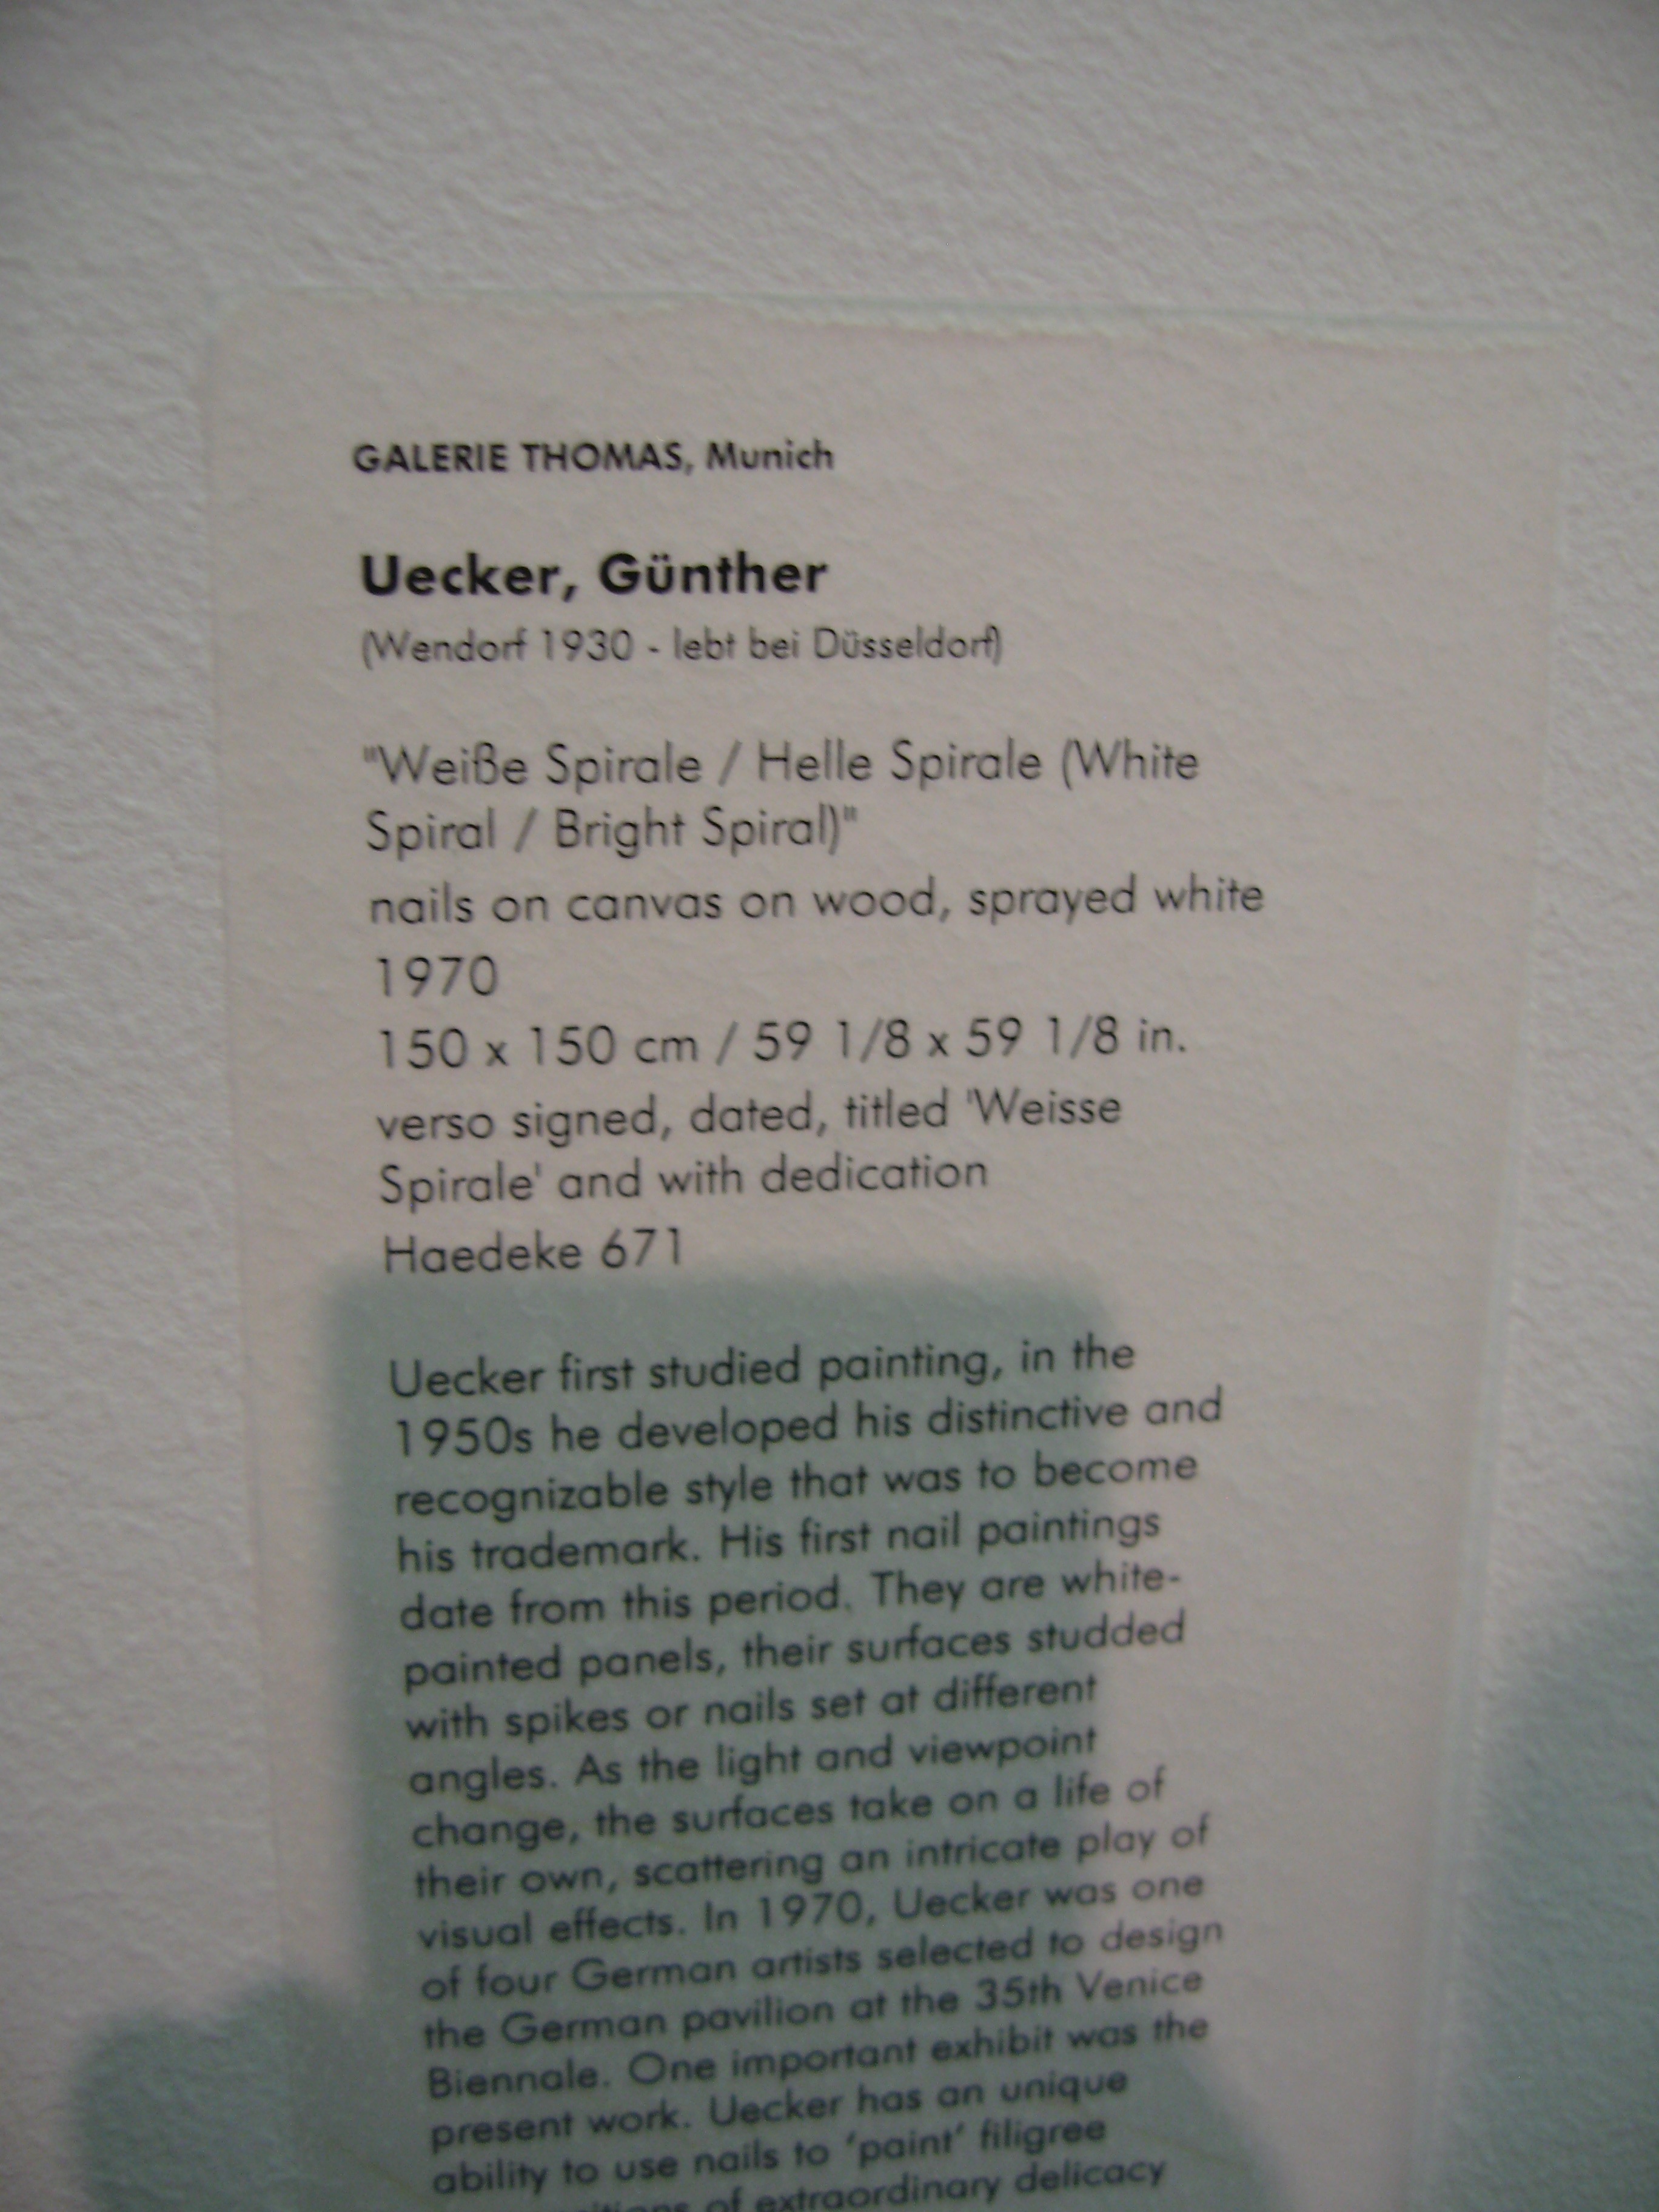 GALERIE THOMAS, Munich
Uecker, Günther
(Wendorf 1930 - lebt bei Düsseldorf)
"Weiße Spirale / Helle Spirale (White
Spiral / Bright Spiral)"
nails on canvas on wood, sprayed white
1970
150 x 150 cm / 59 1/8 x 59 1/8 in.
verso signed, dated, titled 'Weisse
Spirale' and with dedication
Haedeke 671
Uecker first studied painting, in the
1950s he developed his distinctive and
recognizable style that was to become
his trademark. His first nail paintings
date from this period. They are white-
painted panels, their surfaces studded
with spikes or nails set at different
angles. As the light and viewpoint
change, the surfaces take on a life of
their own, scattering an intricate play of
visual effects. In 1970, Uecker was one
of four German artists selected to design
the German pavilion at the 35th Venice
Biennale. One important exhibit was the
present work. Uecker has an unique
ability to use nails to 'paint' filigree
of extraordinary delicacy